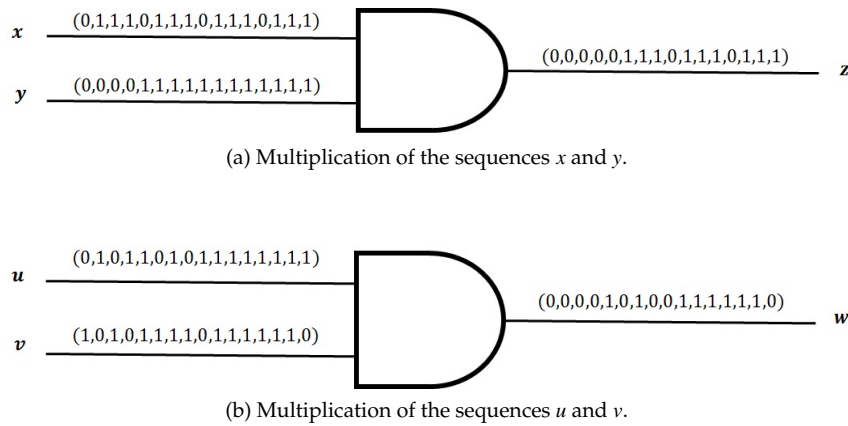 (0,1,1,1,0,1,1,1,0,1,1,1,0,1,1,1)
x
(0,0,0,0,0,1,1,1,0,1,1,1,0,1,1,1)
z
(0,0,0,0,1,1,1,1,1,1,1,1,1,1,1,1)
y
(a) Multiplication of the sequences x and y.
(0,1,0,1,1,0,1,0,1,1,1,1,1,1,1,1)
u
(0,0,0,0,1,0,1,0,0,1,1,1,1,1,1,0)
w
(1,0,1,0,1,1,1,1,0,1,1,1,1,1,1,0)
v
(b) Multiplication of the sequences u and v.